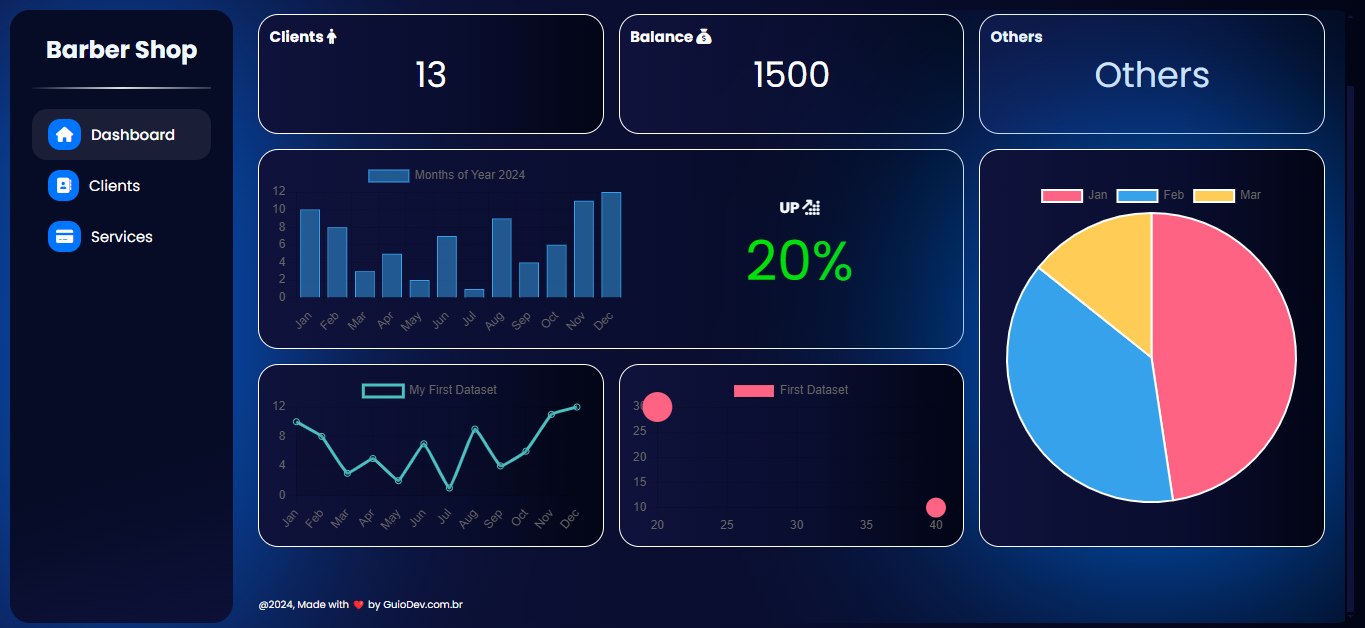 Barber Shop
Dashboard
Clients
Services
Clients
13
Balance
1500
Others
Others
Months of Year 2024
12
10
8
6
4
2
0
Jan Feb Mar Apr May Jun Jul Aug Sep Oct Nov Dec
UP
20%
Jan Feb Mar
My First Dataset
12
8
4
0
Jan Feb Mar Apr May Jun Jul Aug Sep Oct Nov Dec
First Dataset
30
25
20
15
10
20 25 30 35 40
@2024, Made with ❤️ by GuioDev.com.br